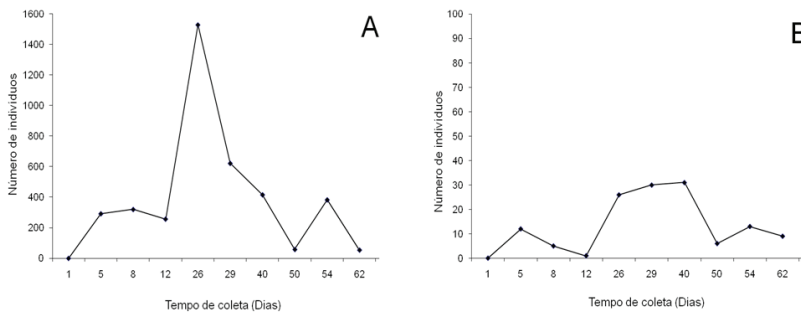 A
Número de indivíduos
1600
1400
1200
1000
800
600
400
200
0
1 5 8 12 26 29 40 50 54 62
Tempo de coleta (Dias)
B
Número de indivíduos
100
90
80
70
60
50
40
30
20
10
0
1 5 8 12 26 29 40 50 54 62
Tempo de coleta (Dias)